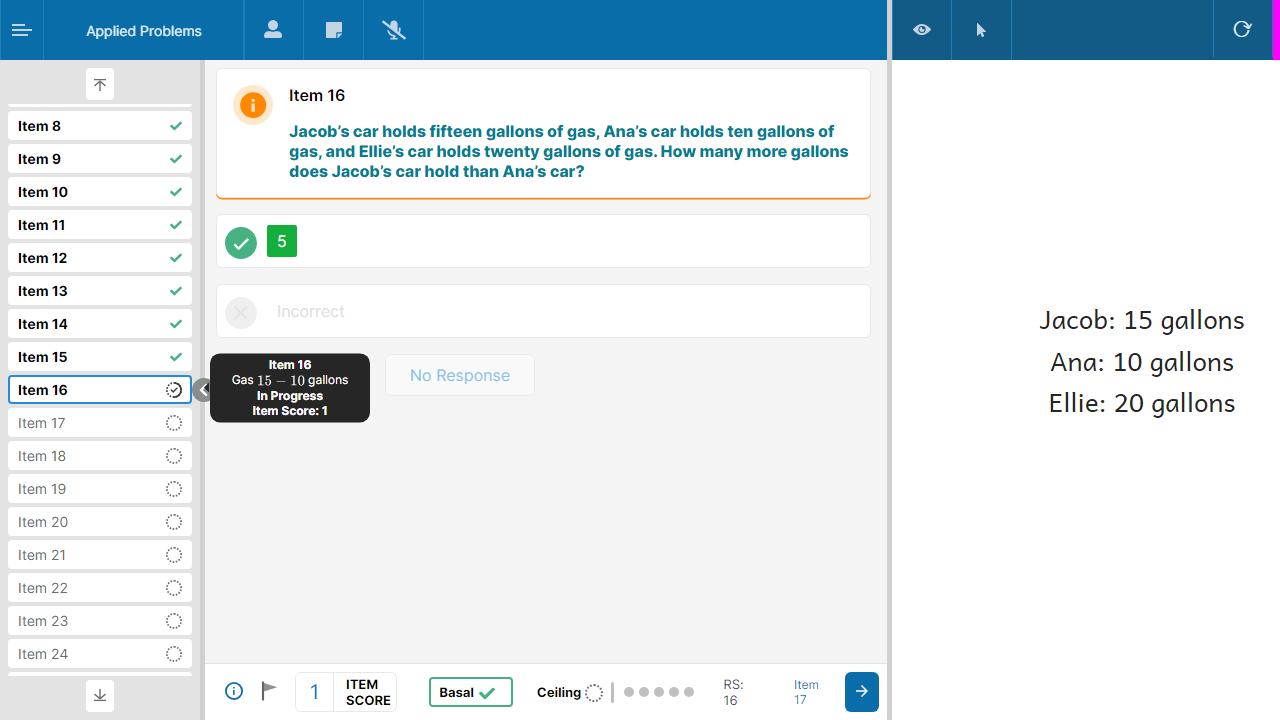 Applied Problems
Item 8
Item 9
Item 10
Item 11
Item 12
Item 13
Item 14
Item 15
Item 16
Item 17
Item 18
Item 19
Item 20
Item 21
Item 22
Item 23
Item 24
Item 16
Jacob’s car holds fifteen gallons of gas, Ana’s car holds ten gallons of
gas, and Ellie’s car holds twenty gallons of gas. How many more gallons
does Jacob’s car hold than Ana’s car?
5
Incorrect
Item 16
Gas 15 − 10 gallons
In Progress
Item Score: 1
No Response
1
ITEM
SCORE
Basal
Ceiling
RS:
16
Item
17
Jacob: 15 gallons
Ana: 10 gallons
Ellie: 20 gallons